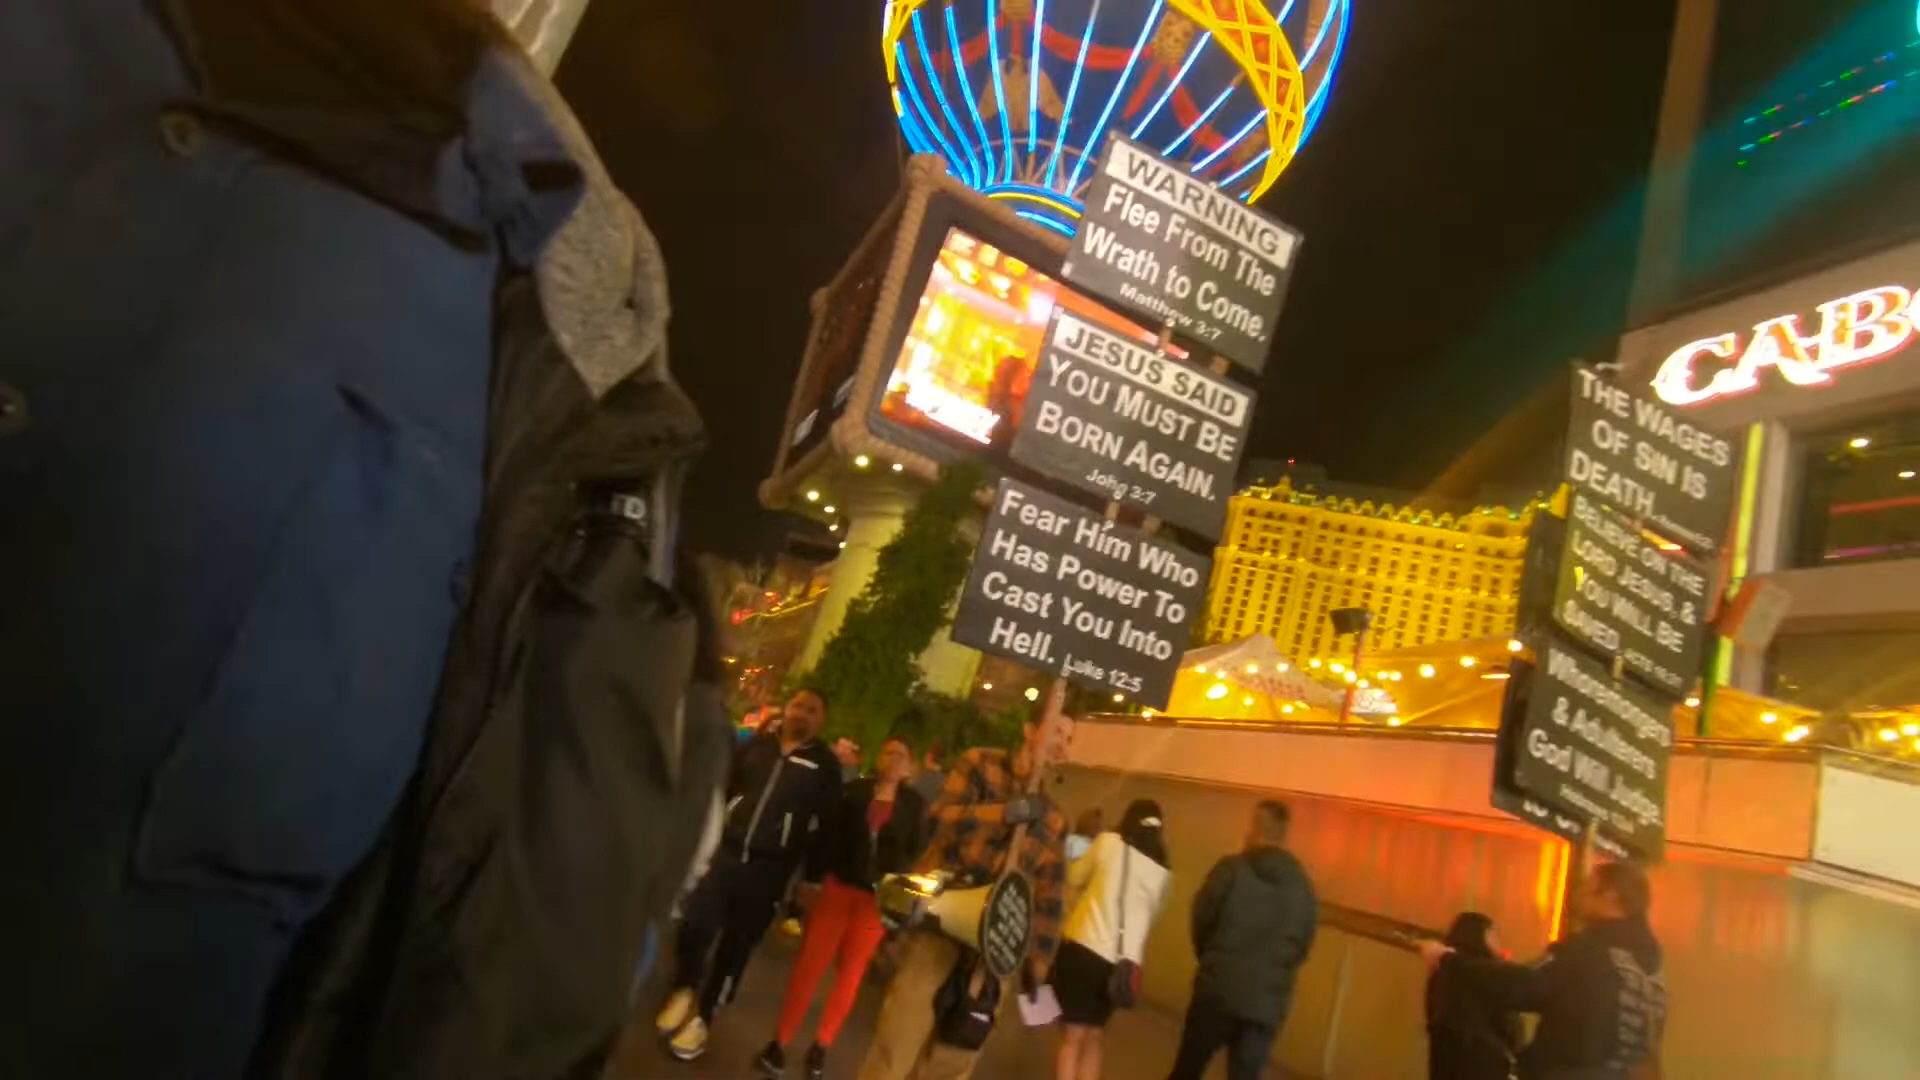 WARNING
Flee From The
Wrath to Come.
Matthew 3:7
JESUS SAID
YOU MUST BE
BORN AGAIN.
John 3:7
Fear Him Who
Has Power To
Cast You Into
Hell. Luke 12:5
CABO
THE WAGES
OF SIN IS
DEATH.
BELIEVE ON THE
LORD JESUS, &
YOU WILL BE
SAVED.
Whoremongers
& Adulterers
God Will Judge.